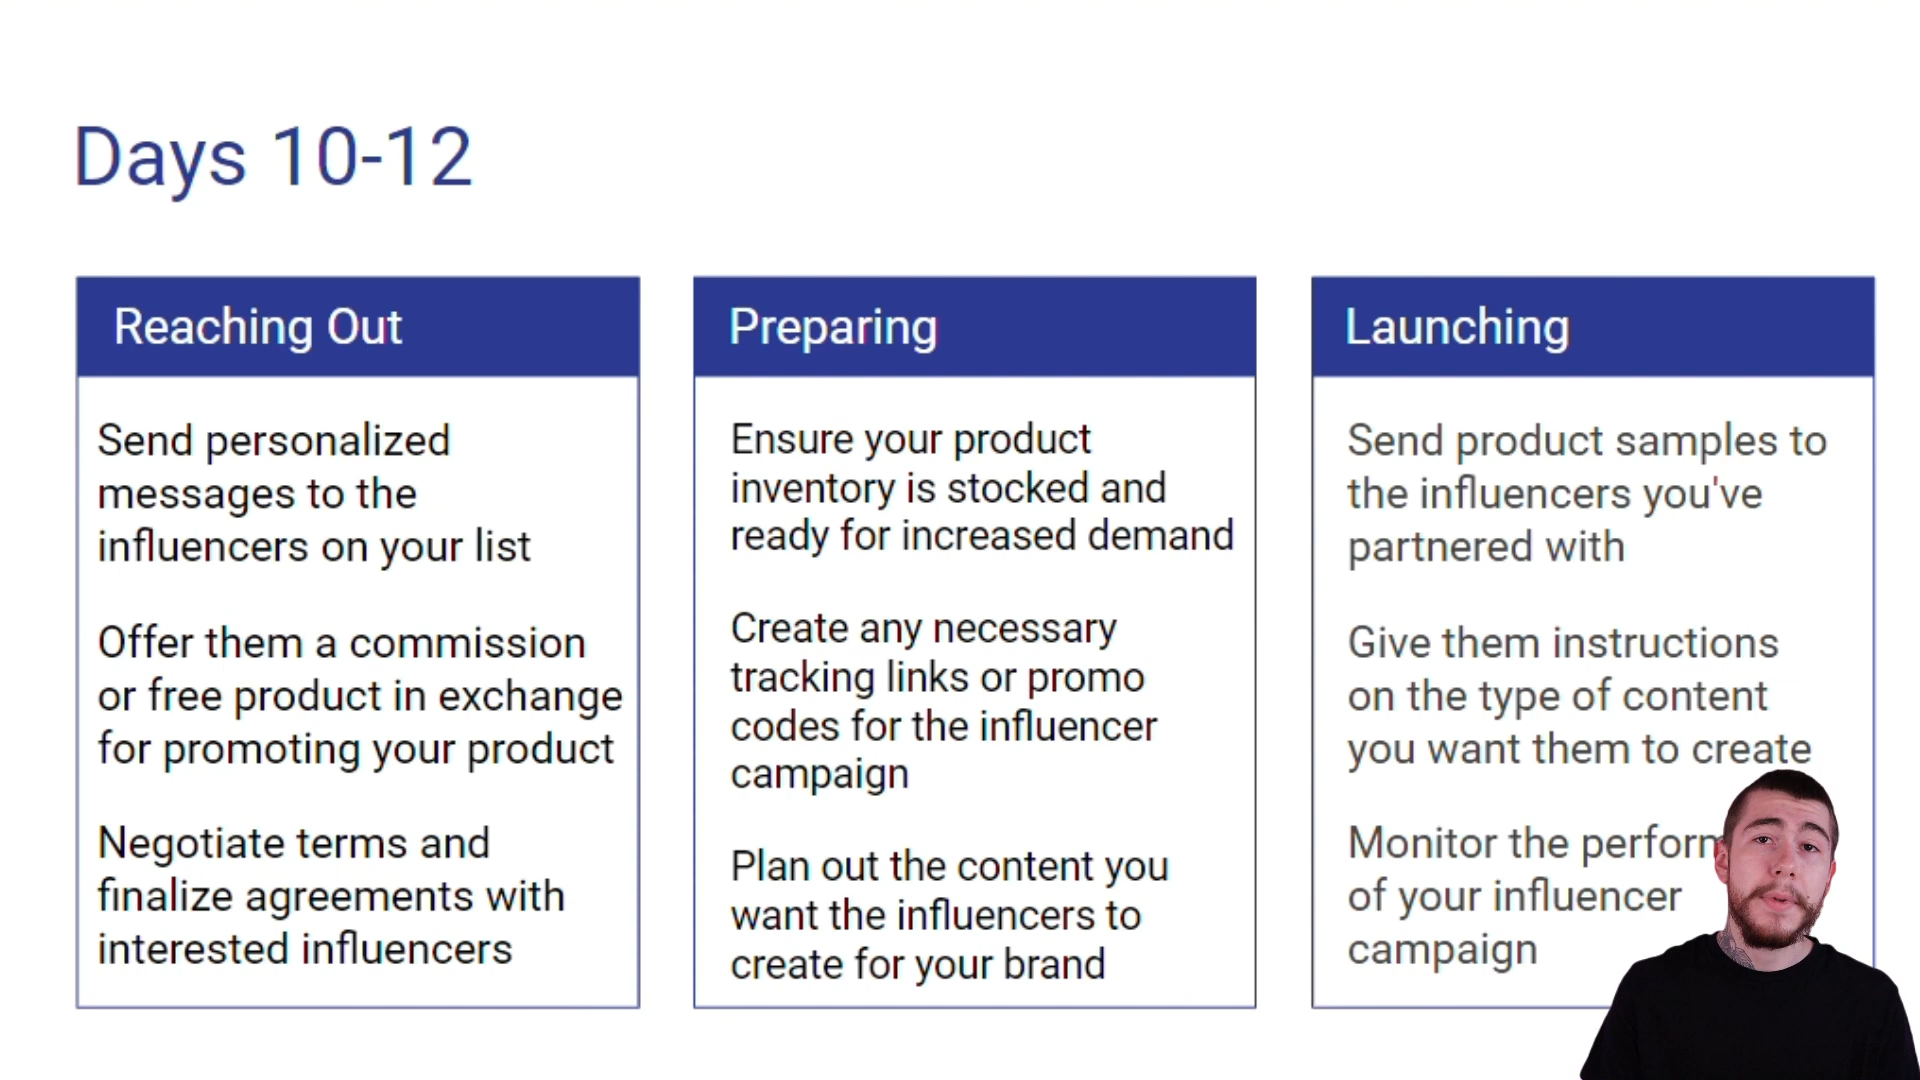 Days 10-12
Reaching Out
Send personalized
messages to the
influencers on your list
Offer them a commission
or free product in exchange
for promoting your product
Negotiate terms and
finalize agreements with
interested influencers
Preparing
Ensure your product
inventory is stocked and
ready for increased demand
Create any necessary
tracking links or promo
codes for the influencer
campaign
Plan out the content you
want the influencers to
create for your brand
Launching
Send product samples to
the influencers you've
partnered with
Give them instructions
on the type of content
you want them to create
Monitor the
of your influencer
campaign